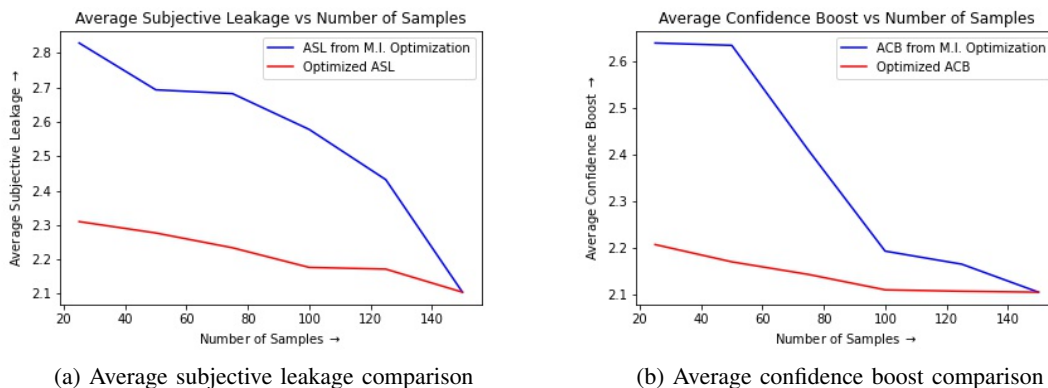 Average Subjective Leakage vs Number of Samples
ASL from M.I. Optimization
Optimized ASL
Average Subjective Leakage →
2.8
2.7
2.6
2.5
2.4
2.3
2.2
2.1
20 40 60 80 100 120 140
Number of Samples →
(a) Average subjective leakage comparison
Average Confidence Boost vs Number of Samples
ACB from M.I. Optimization
Optimized ACB
Average Confidence Boost →
2.6
2.5
2.4
2.3
2.2
2.1
20 40 60 80 100 120 140
Number of Samples →
(b) Average confidence boost comparison